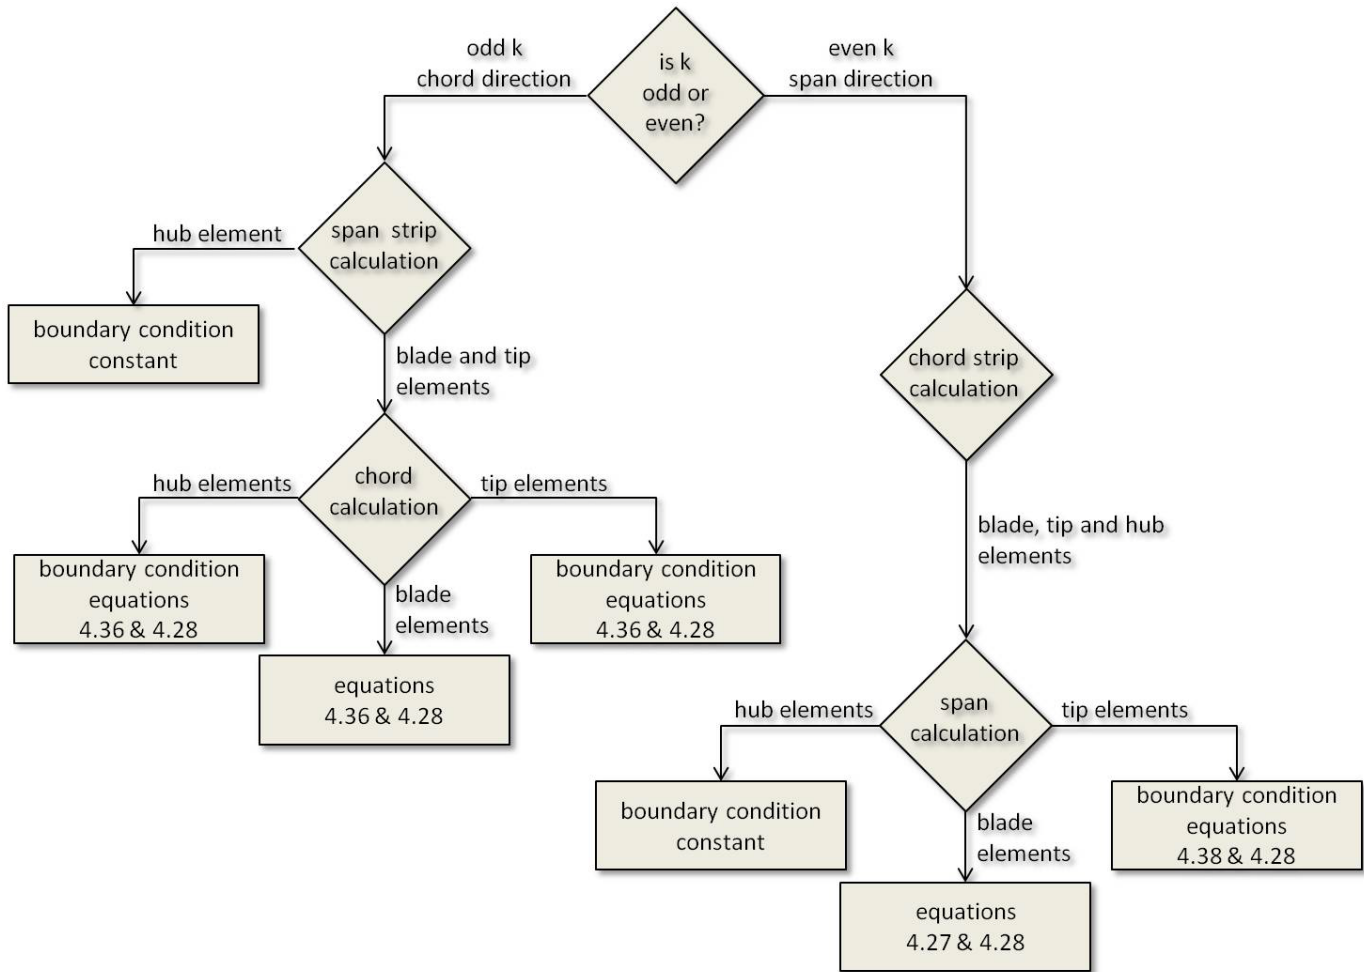 is k
odd or
even?
odd k
chord direction
even k
span direction
span strip
calculation
hub element
boundary condition
constant
blade and tip
elements
chord
calculation
hub elements
boundary condition
equations
4.36 & 4.28
blade
elements
equations
4.36 & 4.28
tip elements
boundary condition
equations
4.36 & 4.28
chord strip
calculation
blade, tip and hub
elements
span
calculation
hub elements
boundary condition
constant
blade
elements
equations
4.27 & 4.28
tip elements
boundary condition
equations
4.38 & 4.28